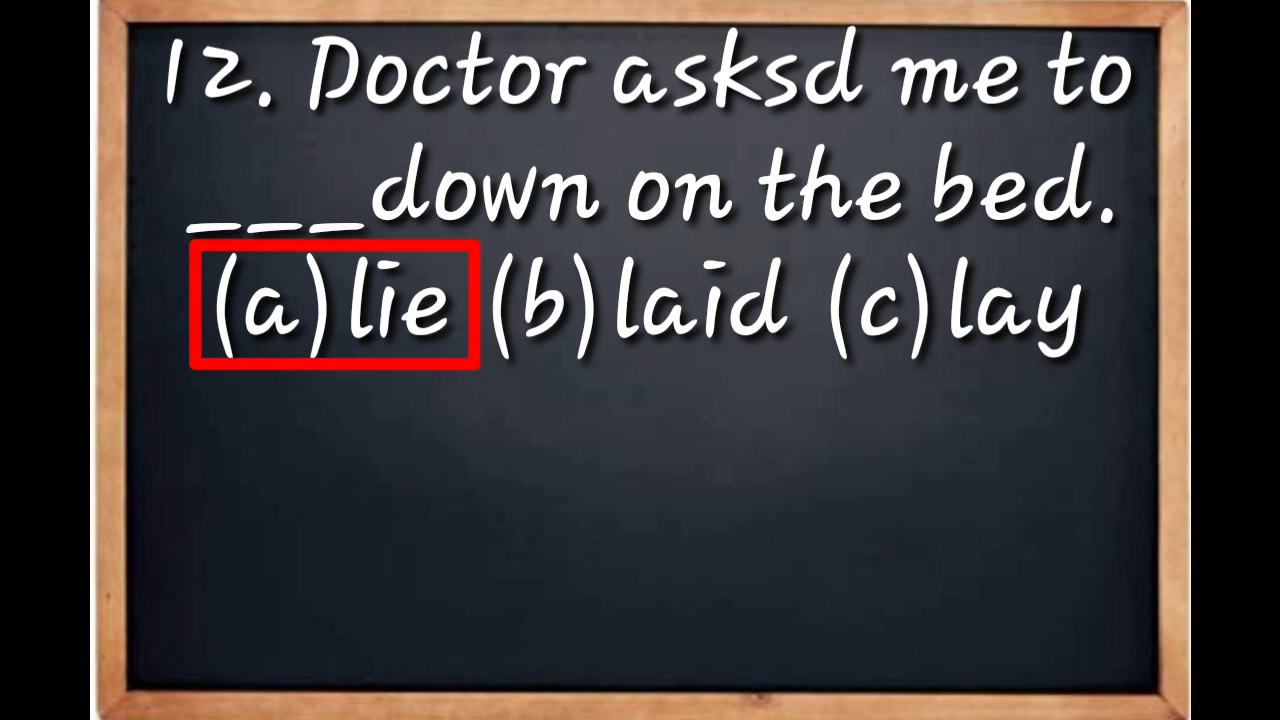 12. Doctor asksd me to
___down on the bed.
(a)lie (b)laid (c)lay